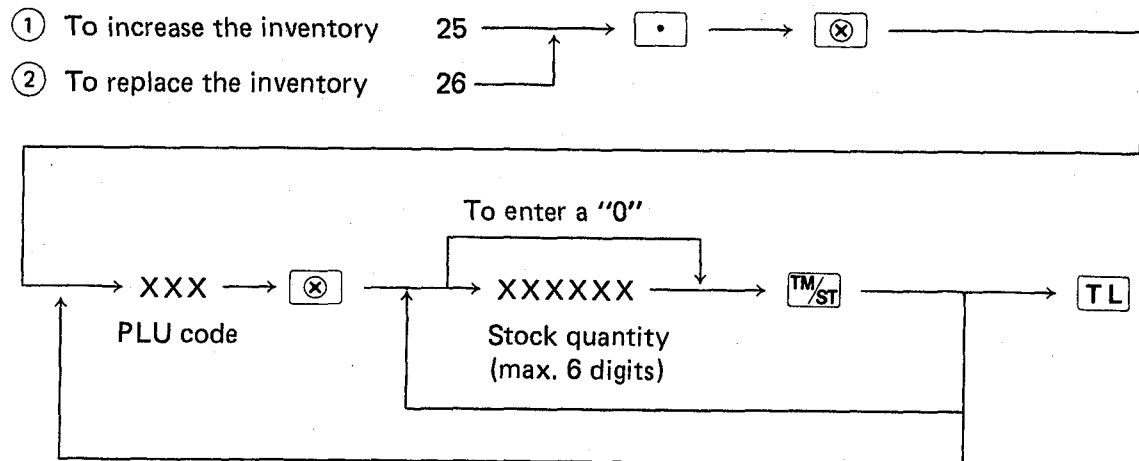 ① To increase the inventory 25 • ⊗
② To replace the inventory 26
To enter a "0"
XXX ⊗ XXXXXX TM/ST TL
PLU code Stock quantity
(max. 6 digits)